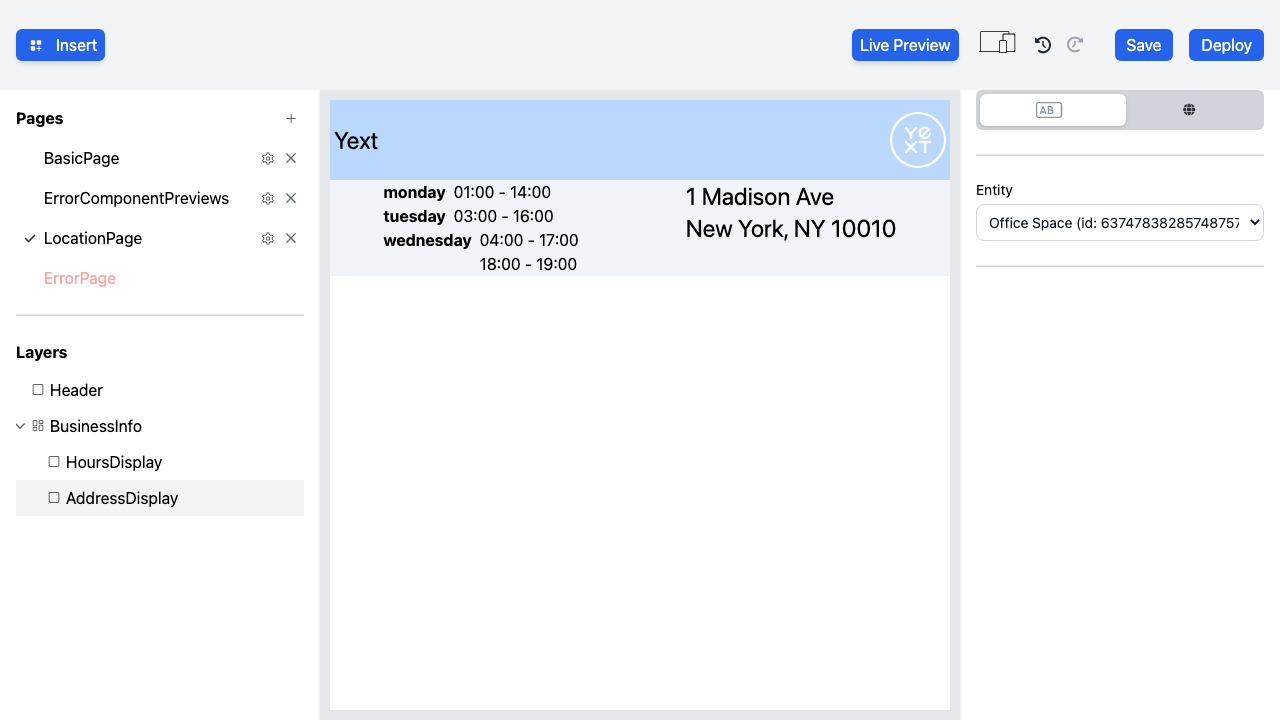 Insert
Live Preview
Save
Deploy
Pages
BasicPage
ErrorComponentPreviews
LocationPage
ErrorPage
Layers
Header
BusinessInfo
HoursDisplay
AddressDisplay
Yext
YEXT
monday 01:00 - 14:00
tuesday 03:00 - 16:00
wednesday 04:00 - 17:00
18:00 - 19:00
1 Madison Ave
New York, NY 10010
AB
Entity
Office Space (id: 63747838285748757